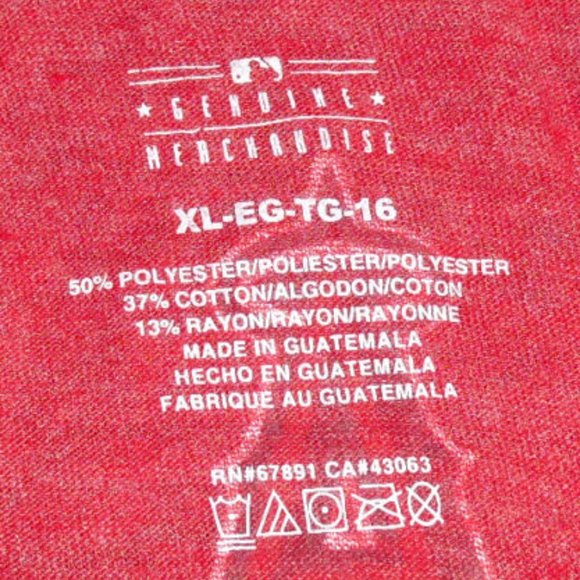 ★ GENUINE ★
MERCHANDISE
XL-EG-TG-16
50% POLYESTER/POLIESTER/POLYESTER
37% COTTON/ALGODON/COTON
13% RAYON/RAYON/RAYONNE
MADE IN GUATEMALA
HECHO EN GUATEMALA
FABRIQUE AU GUATEMALA
RN#67891 CA#43063